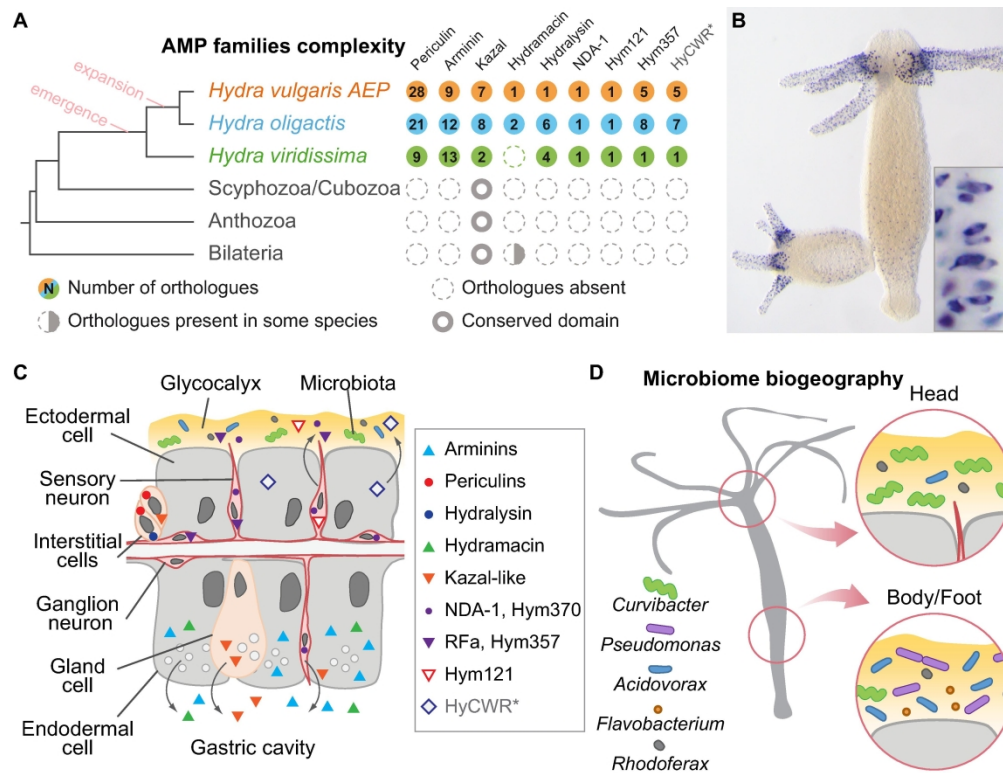 A
AMP families complexity
Periculin
Arminin
Kazal
Hydramacin
Hydralysin
NDA-1
Hym121
Hym357
HyCWR*
expansion
emergence
Hydra vulgaris AEP
28 9 7 1 1 1 1 5 5
Hydra oligactis
21 12 8 2 6 1 1 8 7
Hydra viridissima
9 13 2 4 1 1 1 1
Scyphozoa/Cubozoa
Anthozoa
Bilateria
N Number of orthologues
Orthologues absent
Orthologues present in some species
Conserved domain
B
C
Glycocalyx
Microbiota
Ectodermal
cell
Sensory
neuron
Interstitial
cells
Ganglion
neuron
Gland
cell
Endodermal
cell
Gastric cavity
Arminins
Periculins
Hydralysin
Hydramacin
Kazal-like
NDA-1, Hym370
RFa, Hym357
Hym121
HyCWR*
D
Microbiome biogeography
Head
Body/Foot
Curvibacter
Pseudomonas
Acidovorax
Flavobacterium
Rhodoferax